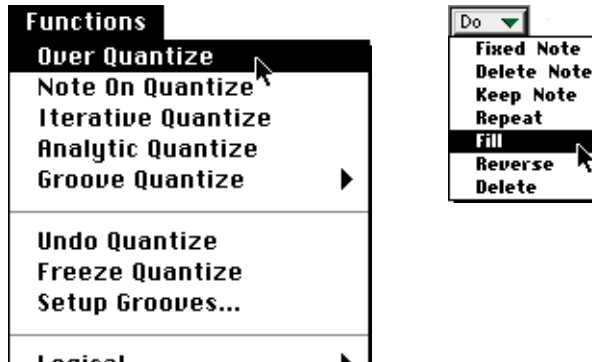 Functions
Over Quantize
Note On Quantize
Iterative Quantize
Analytic Quantize
Groove Quantize
Undo Quantize
Freeze Quantize
Setup Grooves...
Logical
Do
Fixed Note
Delete Note
Keep Note
Repeat
Fill
Reverse
Delete